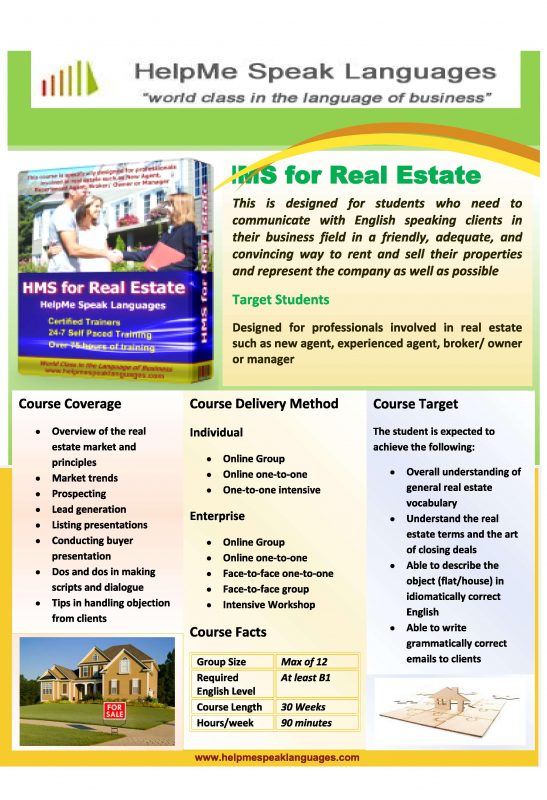 HelpMe Speak Languages
"world class in the language of business"
This course is specifically designed for professionals
involved in real estate such as New Agent,
Experienced Agent, Broker/ Owner or Manager
HMS for Real Estate
HelpMe Speak Languages
Certified Trainers
24-7 Self Paced Training
Over 75 hours of training
World Class in the Language of Business
www.helpmespeaklanguages.com
HMS for Real Estate
HMS for Real Estate
This is designed for students who need to
communicate with English speaking clients in
their business field in a friendly, adequate, and
convincing way to rent and sell their properties
and represent the company as well as possible
Target Students
Designed for professionals involved in real estate
such as new agent, experienced agent, broker/ owner
or manager
Course Coverage
• Overview of the real
estate market and
principles
• Market trends
• Prospecting
• Lead generation
• Listing presentations
• Conducting buyer
presentation
• Dos and dos in making
scripts and dialogue
• Tips in handling objection
from clients
FOR
SALE
Course Delivery Method
Individual
• Online Group
• Online one-to-one
• One-to-one intensive
Enterprise
• Online Group
• Online one-to-one
• Face-to-face one-to-one
• Face-to-face group
• Intensive Workshop
Course Facts
Group Size Max of 12
Required
English Level At least B1
Course Length 30 Weeks
Hours/week 90 minutes
Course Target
The student is expected to
achieve the following:
• Overall understanding of
general real estate
vocabulary
• Understand the real
estate terms and the art
of closing deals
• Able to describe the
object (flat/house) in
idiomatically correct
English
• Able to write
grammatically correct
emails to clients
www.helpmespeaklanguages.com